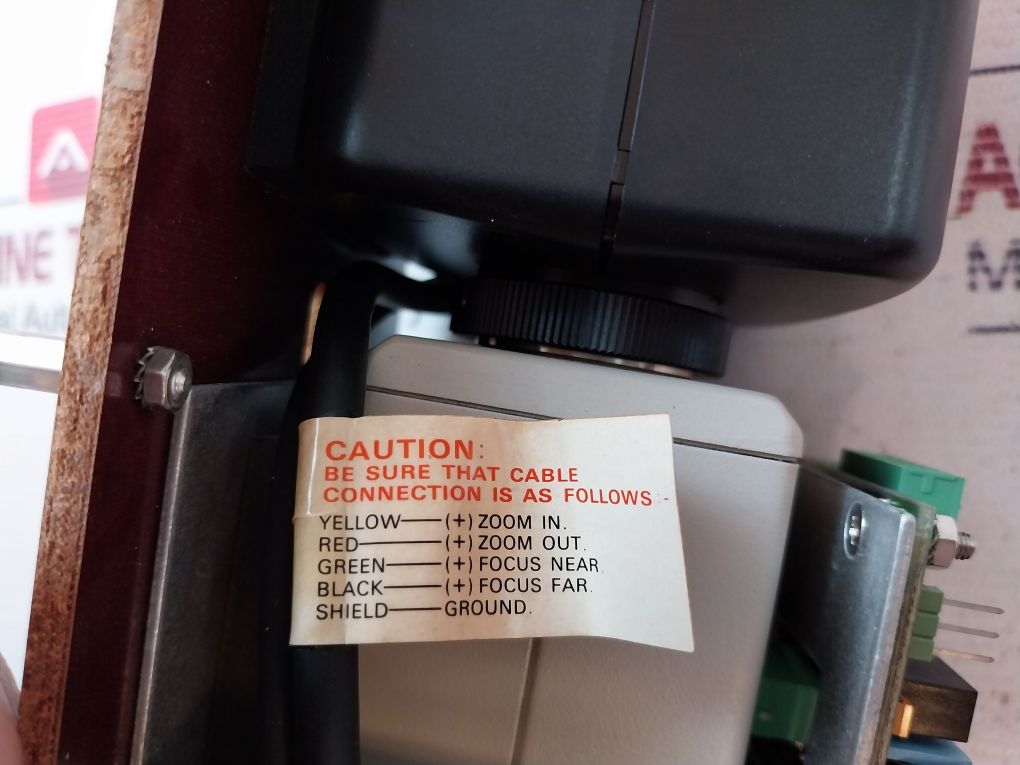 CAUTION:
BE SURE THAT CABLE
CONNECTION IS AS FOLLOWS:-
YELLOW——(+) ZOOM IN.
RED——(+) ZOOM OUT.
GREEN——(+) FOCUS NEAR.
BLACK——(+) FOCUS FAR.
SHIELD——GROUND.